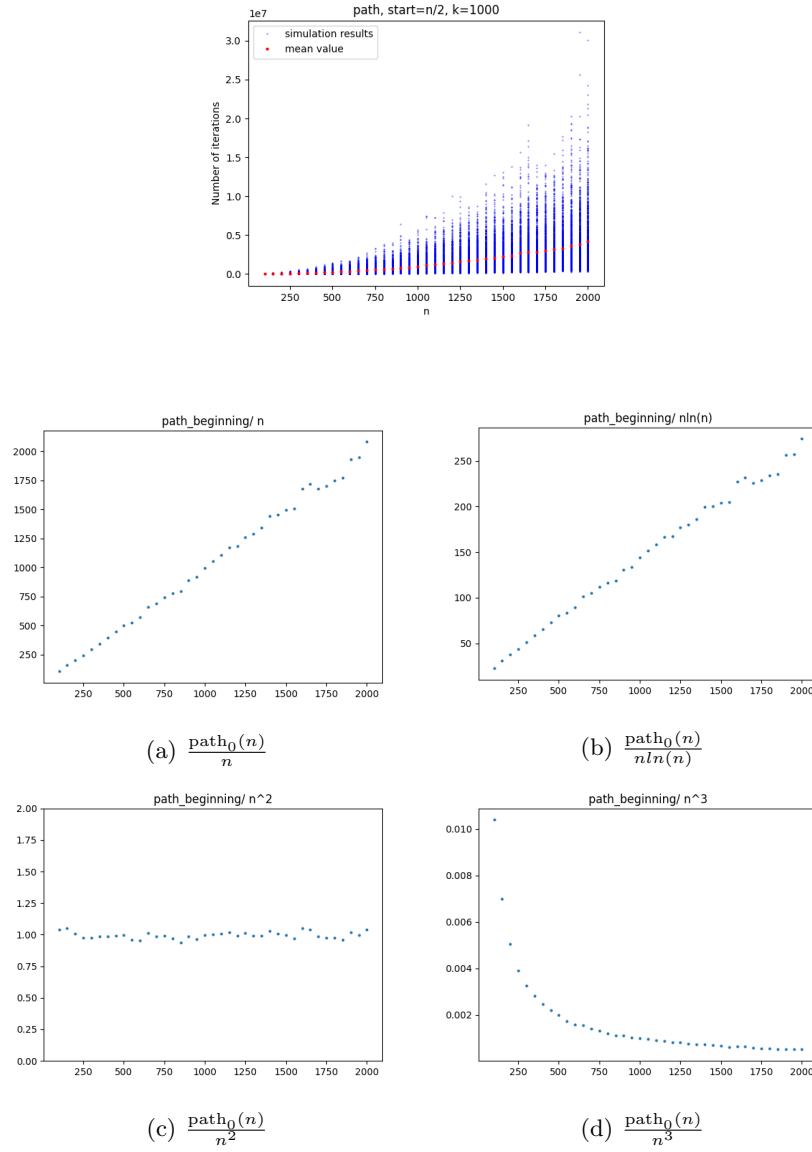 path, start=n/2, k=1000
1e7
simulation results
mean value
Number of iterations
3.0
2.5
2.0
1.5
1.0
0.5
0.0
250 500 750 1000 1250 1500 1750 2000
n
path_beginning/ n
2000
1750
1500
1250
1000
750
500
250
250 500 750 1000 1250 1500 1750 2000
(a) path₀(n)
n
path_beginning/ nln(n)
250
200
150
100
50
250 500 750 1000 1250 1500 1750 2000
(b) path₀(n)
nln(n)
path_beginning/ n^2
2.00
1.75
1.50
1.25
1.00
0.75
0.50
0.25
0.00
250 500 750 1000 1250 1500 1750 2000
(c) path₀(n)
n²
path_beginning/ n^3
0.010
0.008
0.006
0.004
0.002
250 500 750 1000 1250 1500 1750 2000
(d) path₀(n)
n³